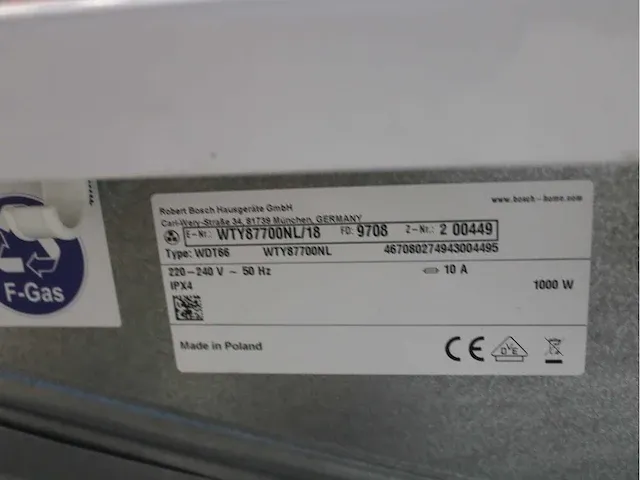 Robert Bosch Hausgeräte GmbH
www.bosch-home.com
Carl-Wery-Straße 34, 81739 München, GERMANY
E-Nr.: WTY87700NL/18 FD: 9708 Z-Nr.: 2 00449
Type: WDT66 WTY87700NL 467080274943004495
220-240 V ~ 50 Hz 10 A
IPX4 1000 W
Made in Poland
CE
F-Gas